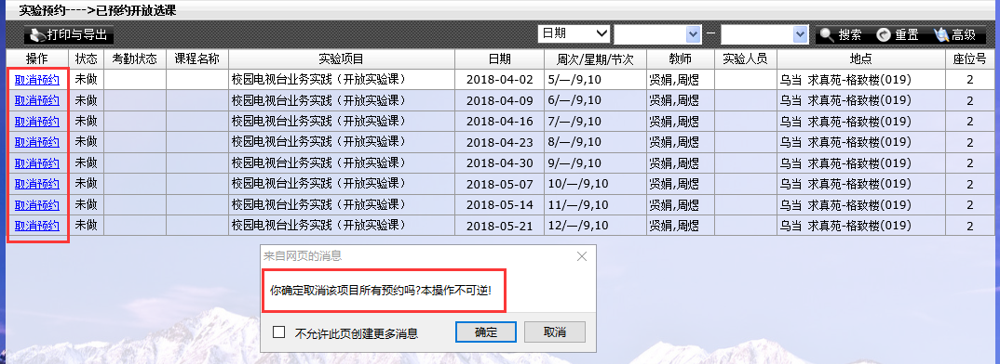 实验预约---->已预约开放选课
打印与导出 日期 — 搜索 重置 高级
操作 状态 考勤状态 课程名称 实验项目 日期 周次/星期/节次 教师 实验人员 地点 座位号
取消预约 未做 校园电视台业务实践（开放实验课） 2018-04-02 5/一/9,10 贤娟,周煜 乌当 求真苑-格致楼(019) 2
取消预约 未做 校园电视台业务实践（开放实验课） 2018-04-09 6/一/9,10 贤娟,周煜 乌当 求真苑-格致楼(019) 2
取消预约 未做 校园电视台业务实践（开放实验课） 2018-04-16 7/一/9,10 贤娟,周煜 乌当 求真苑-格致楼(019) 2
取消预约 未做 校园电视台业务实践（开放实验课） 2018-04-23 8/一/9,10 贤娟,周煜 乌当 求真苑-格致楼(019) 2
取消预约 未做 校园电视台业务实践（开放实验课） 2018-04-30 9/一/9,10 贤娟,周煜 乌当 求真苑-格致楼(019) 2
取消预约 未做 校园电视台业务实践（开放实验课） 2018-05-07 10/一/9,10 贤娟,周煜 乌当 求真苑-格致楼(019) 2
取消预约 未做 校园电视台业务实践（开放实验课） 2018-05-14 11/一/9,10 贤娟,周煜 乌当 求真苑-格致楼(019) 2
取消预约 未做 校园电视台业务实践（开放实验课） 2018-05-21 12/一/9,10 贤娟,周煜 乌当 求真苑-格致楼(019) 2
来自网页的消息
你确定取消该项目所有预约吗?本操作不可逆!
不允许此页创建更多消息 确定 取消